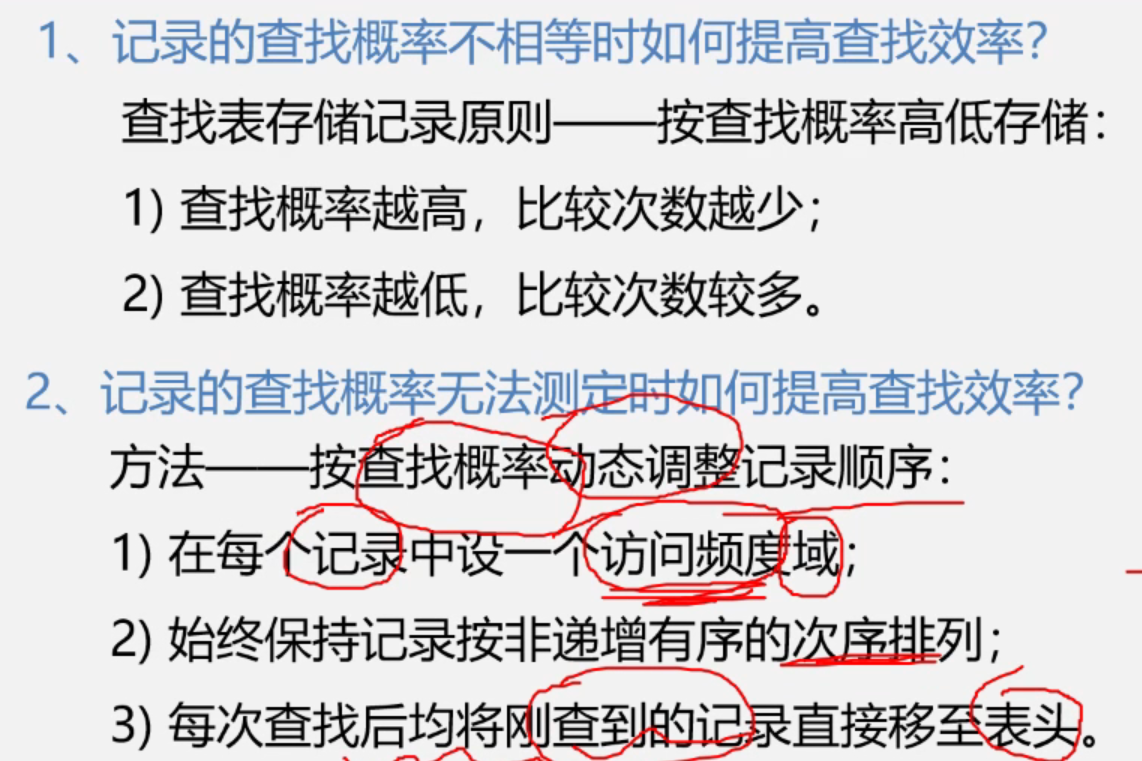 1、记录的查找概率不相等时如何提高查找效率？
查找表存储记录原则——按查找概率高低存储：
1) 查找概率越高，比较次数越少；
2) 查找概率越低，比较次数较多。
2、记录的查找概率无法测定时如何提高查找效率？
方法——按查找概率动态调整记录顺序：
1) 在每个记录中设一个访问频度域；
2) 始终保持记录按非递增有序的次序排列；
3) 每次查找后均将刚查到的记录直接移至表头。